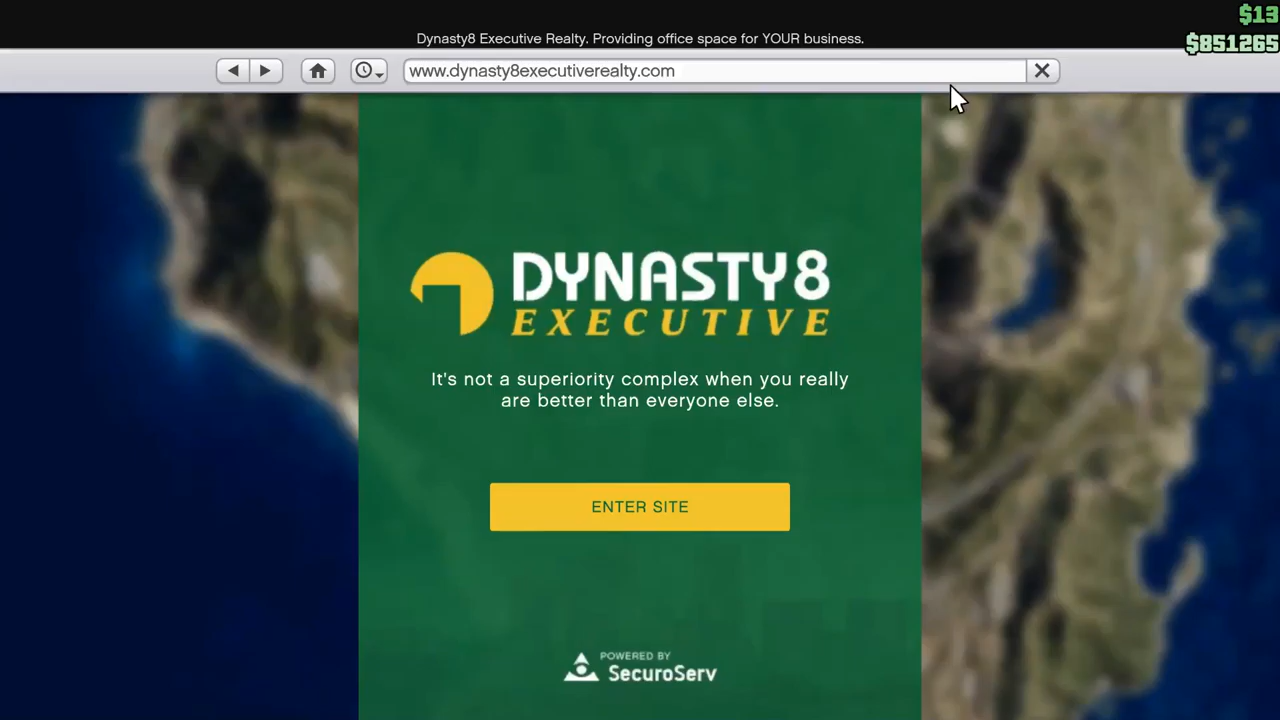 $13
Dynasty8 Executive Realty. Providing office space for YOUR business.
$851265
www.dynasty8executiverealty.com
DYNASTY8
EXECUTIVE
It's not a superiority complex when you really
are better than everyone else.
ENTER SITE
POWERED BY
SecuroServ